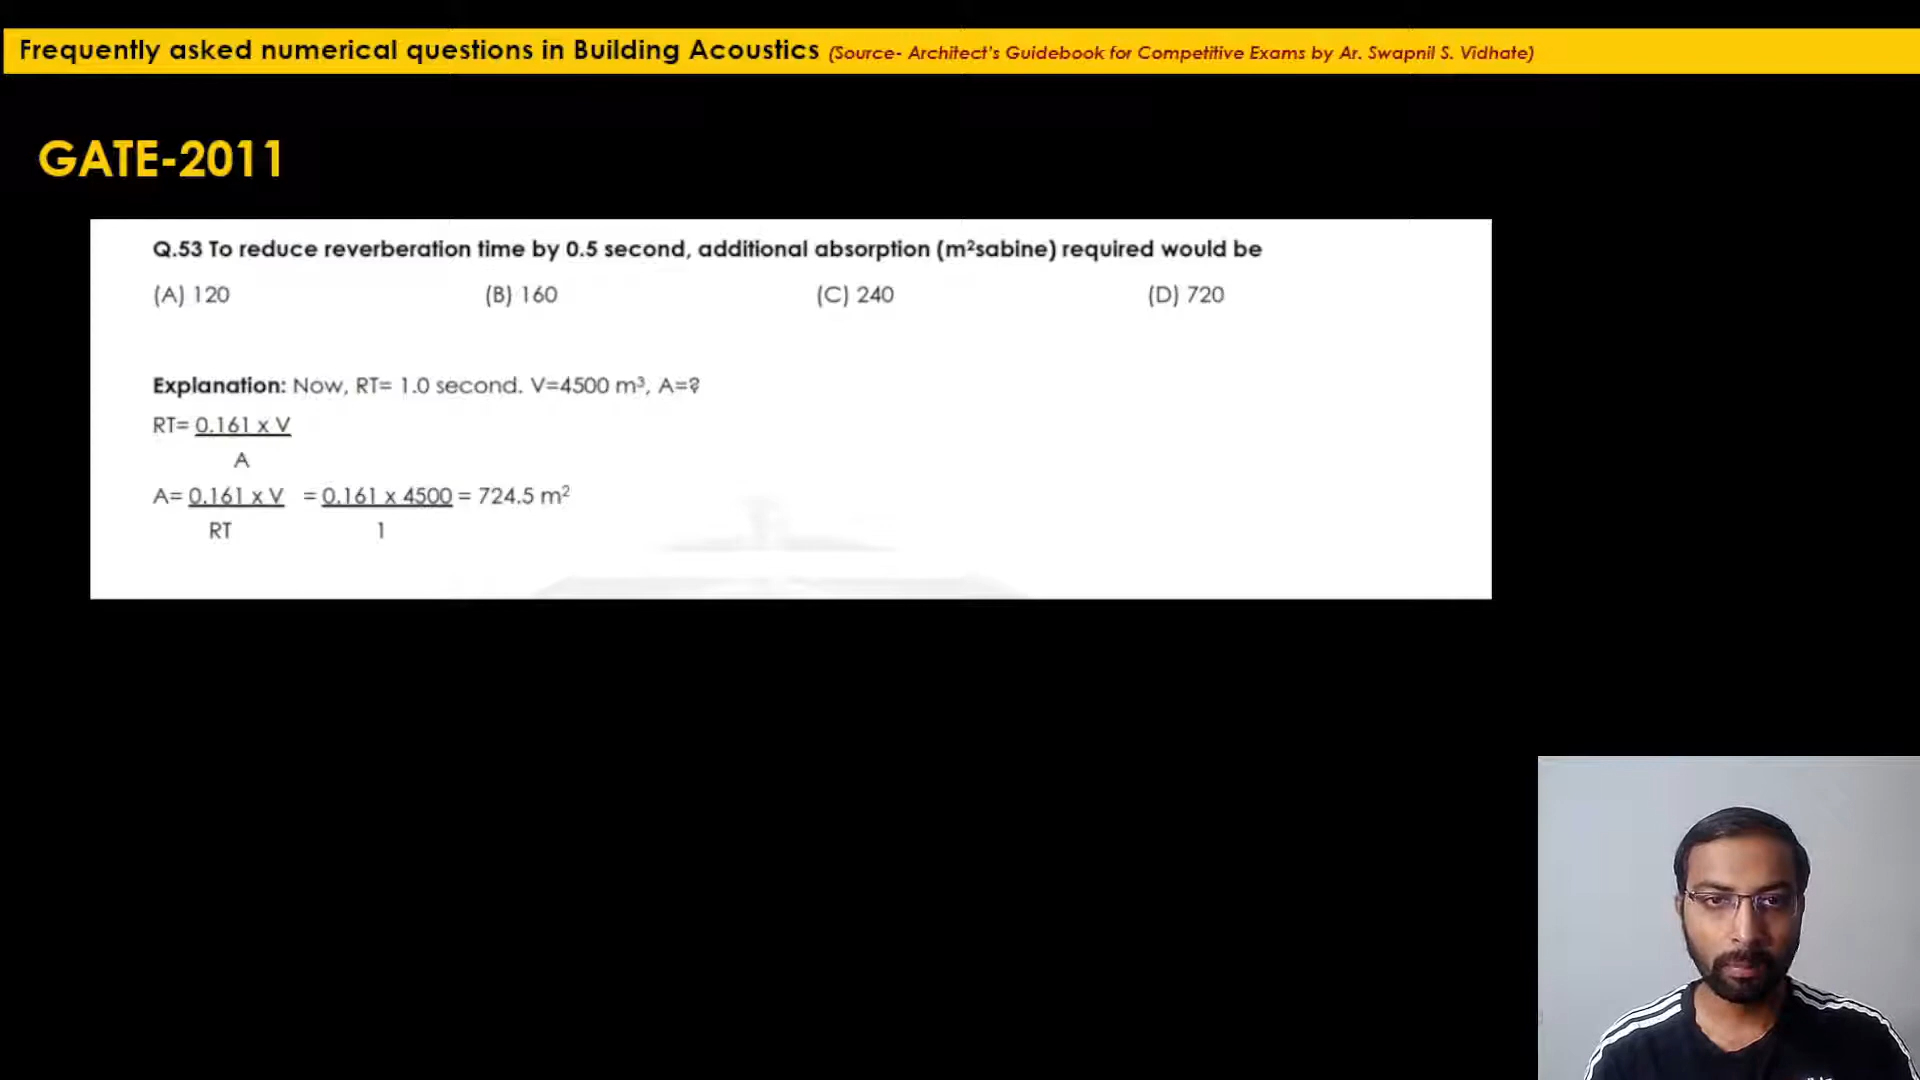 Frequently asked numerical questions in Building Acoustics (Source- Architect's Guidebook for Competitive Exams by Ar. Swapnil S. Vidhate)
GATE-2011
Q.53 To reduce reverberation time by 0.5 second, additional absorption (m²sabine) required would be
(A) 120 (B) 160 (C) 240 (D) 720
Explanation: Now, RT= 1.0 second. V=4500 m³, A=?
RT= 0.161 x V
A
A= 0.161 x V = 0.161 x 4500 = 724.5 m²
RT 1